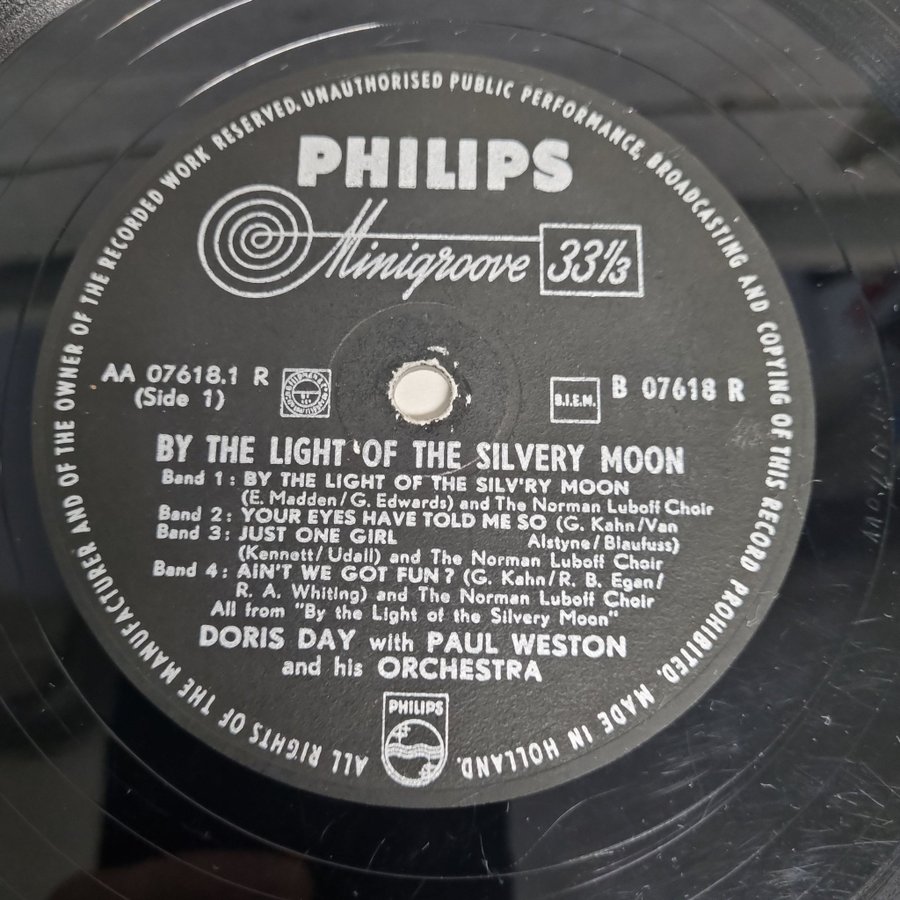 ALL RIGHTS OF THE MANUFACTURER AND OF THE OWNER OF THE RECORDED WORK RESERVED. UNAUTHORISED PUBLIC PERFORMANCE, BROADCASTING AND COPYING OF THIS RECORD PROHIBITED. MADE IN HOLLAND.
PHILIPS
Minigroove 33 1/3
AA 07618.1 R
(Side 1)
B.I.E.M.
B 07618 R
BY THE LIGHT OF THE SILVERY MOON
Band 1: BY THE LIGHT OF THE SILV'RY MOON
(E. Madden/G. Edwards) and The Norman Luboff Choir
Band 2: YOUR EYES HAVE TOLD ME SO (G. Kahn/Van
Alstyne/Blaufuss)
Band 3: JUST ONE GIRL
(Kennett/Udall) and The Norman Luboff Choir
Band 4: AIN'T WE GOT FUN? (G. Kahn/R. B. Egan/
R. A. Whiting) and The Norman Luboff Choir
All from "By the Light of the Silvery Moon"
DORIS DAY with PAUL WESTON
and his ORCHESTRA
PHILIPS